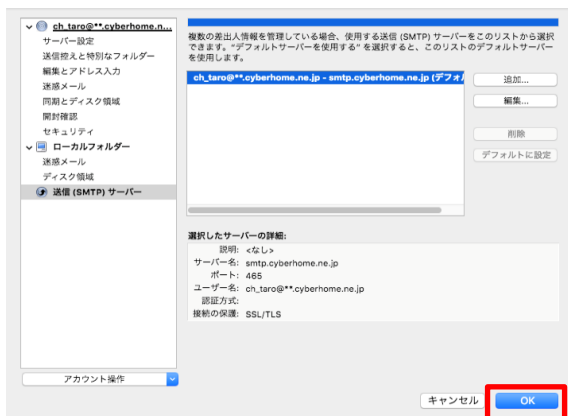 ch_taro@**.cyberhome.n...
サーバー設定
送信控えと特別なフォルダー
編集とアドレス入力
迷惑メール
同期とディスク領域
開封確認
セキュリティ
ローカルフォルダー
迷惑メール
ディスク領域
送信 (SMTP) サーバー
アカウント操作
複数の差出人情報を管理している場合、使用する送信 (SMTP) サーバーをこのリストから選択
できます。"デフォルトサーバーを使用する" を選択すると、このリストのデフォルトサーバー
を使用します。
ch_taro@**.cyberhome.ne.jp - smtp.cyberhome.ne.jp (デフォル
追加...
編集...
削除
デフォルトに設定
選択したサーバーの詳細:
説明: <なし>
サーバー名: smtp.cyberhome.ne.jp
ポート: 465
ユーザー名: ch_taro@**.cyberhome.ne.jp
認証方式:
接続の保護: SSL/TLS
キャンセル
OK